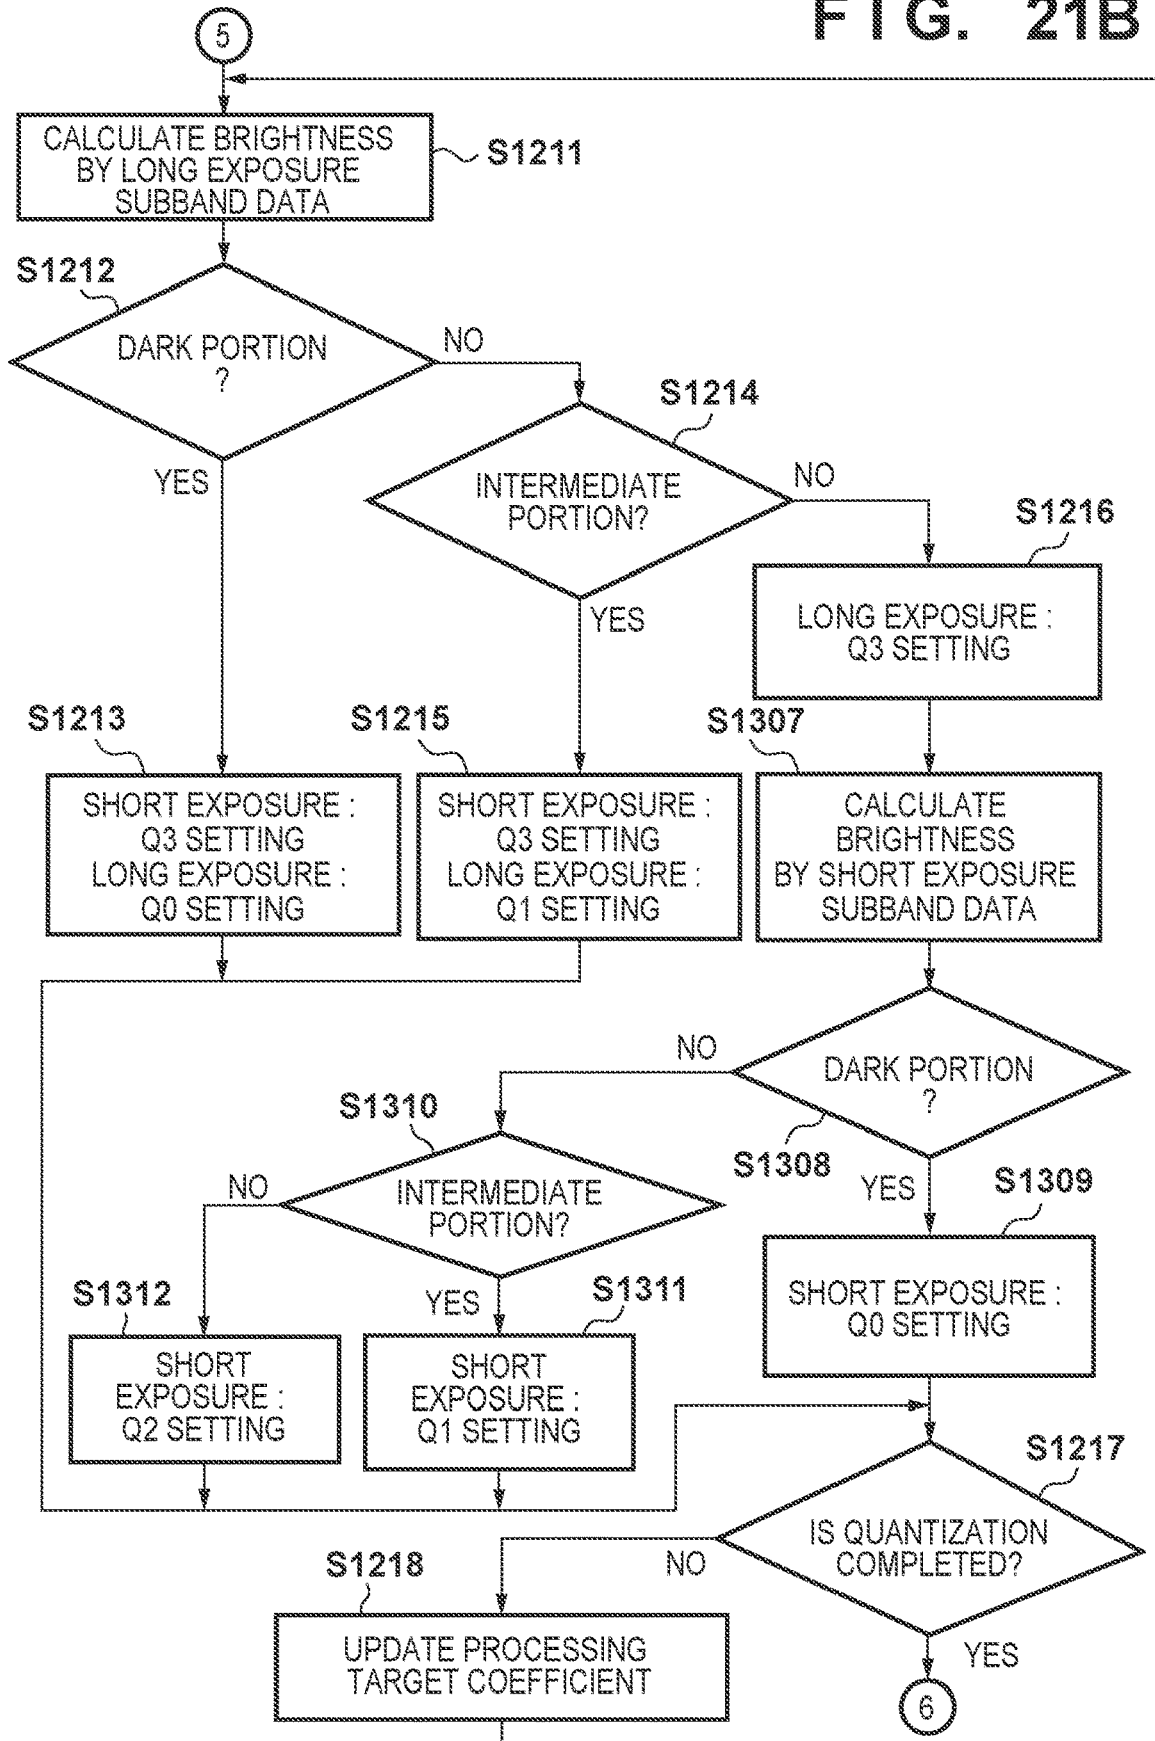 FIG. 21B
5
CALCULATE BRIGHTNESS
BY LONG EXPOSURE
SUBBAND DATA
S1211
S1212
DARK PORTION
?
NO
YES
S1214
INTERMEDIATE
PORTION?
NO
YES
S1216
LONG EXPOSURE :
Q3 SETTING
S1213
SHORT EXPOSURE :
Q3 SETTING
LONG EXPOSURE :
Q0 SETTING
S1215
SHORT EXPOSURE :
Q3 SETTING
LONG EXPOSURE :
Q1 SETTING
S1307
CALCULATE
BRIGHTNESS
BY SHORT EXPOSURE
SUBBAND DATA
NO
DARK PORTION
?
S1308
YES
S1309
SHORT EXPOSURE :
Q0 SETTING
S1310
INTERMEDIATE
PORTION?
NO
YES
S1312
SHORT
EXPOSURE :
Q2 SETTING
S1311
SHORT
EXPOSURE :
Q1 SETTING
S1217
IS QUANTIZATION
COMPLETED?
NO
YES
S1218
UPDATE PROCESSING
TARGET COEFFICIENT
6